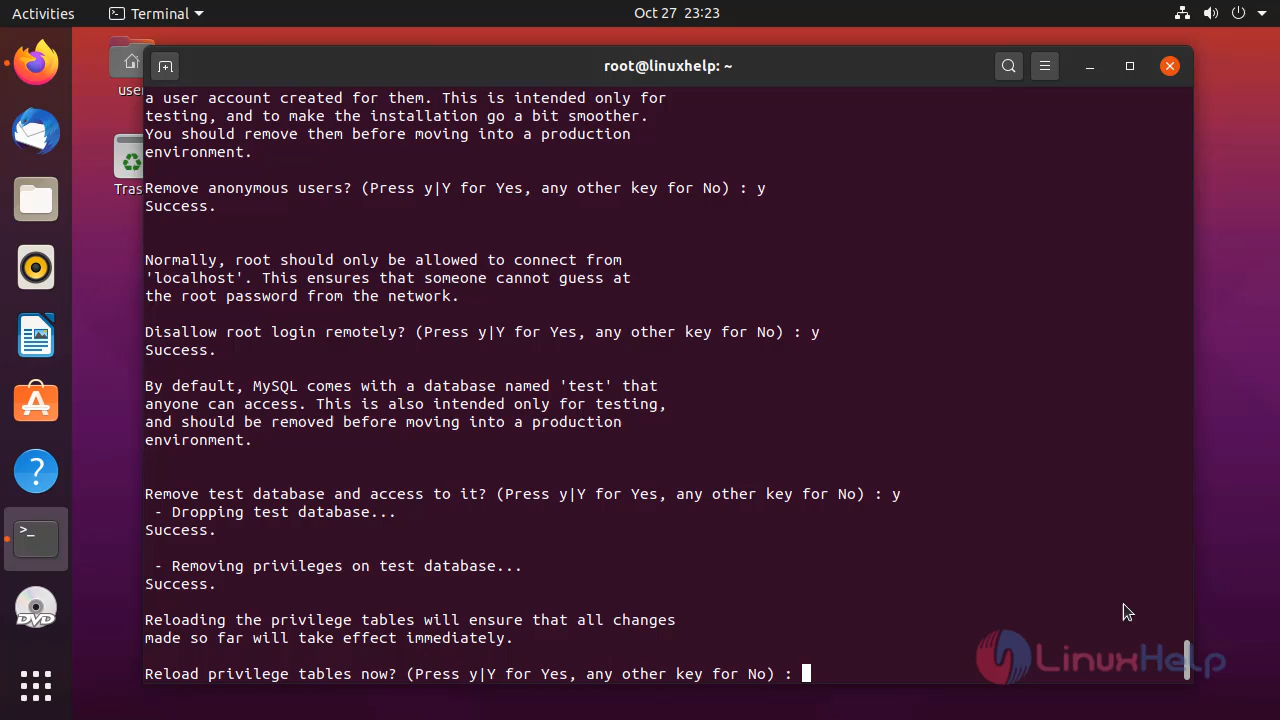 Activities
Terminal
Oct 27 23:23
user
Trash
root@linuxhelp: ~
a user account created for them. This is intended only for
testing, and to make the installation go a bit smoother.
You should remove them before moving into a production
environment.
Remove anonymous users? (Press y|Y for Yes, any other key for No) : y
Success.
Normally, root should only be allowed to connect from
'localhost'. This ensures that someone cannot guess at
the root password from the network.
Disallow root login remotely? (Press y|Y for Yes, any other key for No) : y
Success.
By default, MySQL comes with a database named 'test' that
anyone can access. This is also intended only for testing,
and should be removed before moving into a production
environment.
Remove test database and access to it? (Press y|Y for Yes, any other key for No) : y
- Dropping test database...
Success.
- Removing privileges on test database...
Success.
Reloading the privilege tables will ensure that all changes
made so far will take effect immediately.
Reload privilege tables now? (Press y|Y for Yes, any other key for No) :
>_
DVD
LinuxHelp